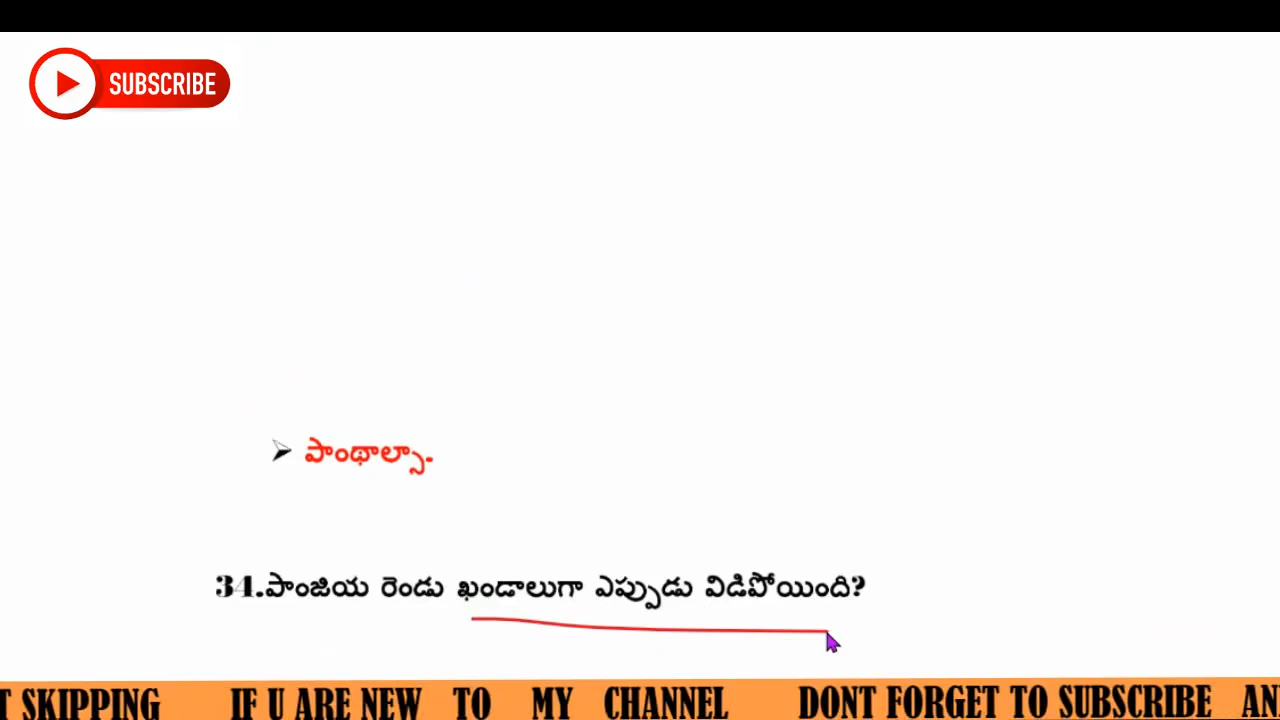 SUBSCRIBE
పాంథాల్సా-
34.పాంజియ రెండు ఖండాలుగా ఎప్పుడు విడిపోయింది?
T SKIPPING IF U ARE NEW TO MY CHANNEL DONT FORGET TO SUBSCRIBE AN